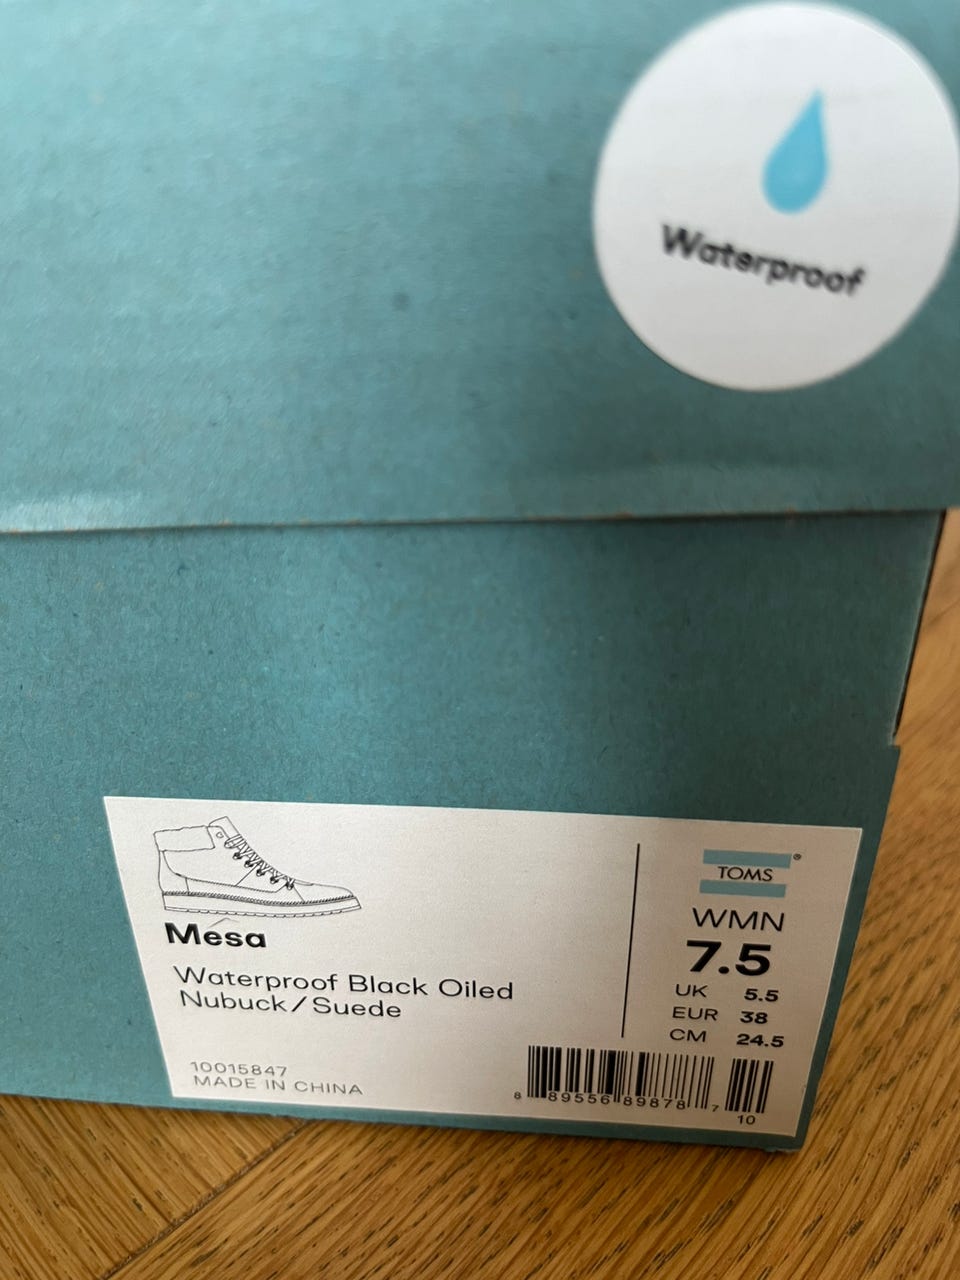 Waterproof
Mesa
Waterproof Black Oiled
Nubuck/Suede
10015847
MADE IN CHINA
TOMS®
WMN
7.5
UK 5.5
EUR 38
CM 24.5
8 89556 89878 7
10